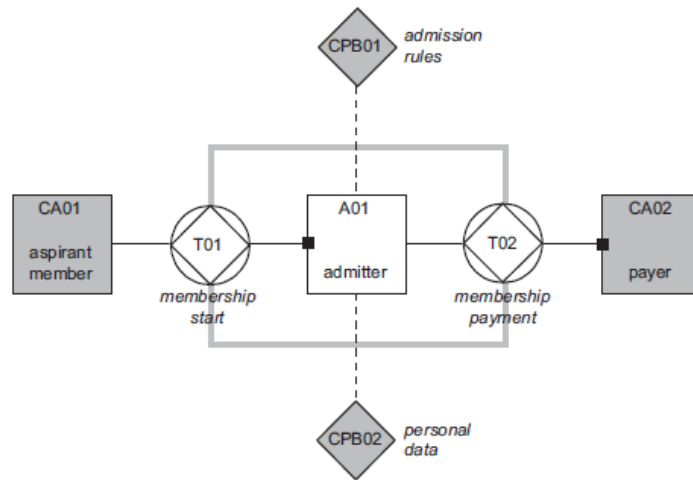 CPB01
admission
rules
CA01
aspirant
member
T01
membership
start
A01
admitter
T02
membership
payment
CA02
payer
CPB02
personal
data